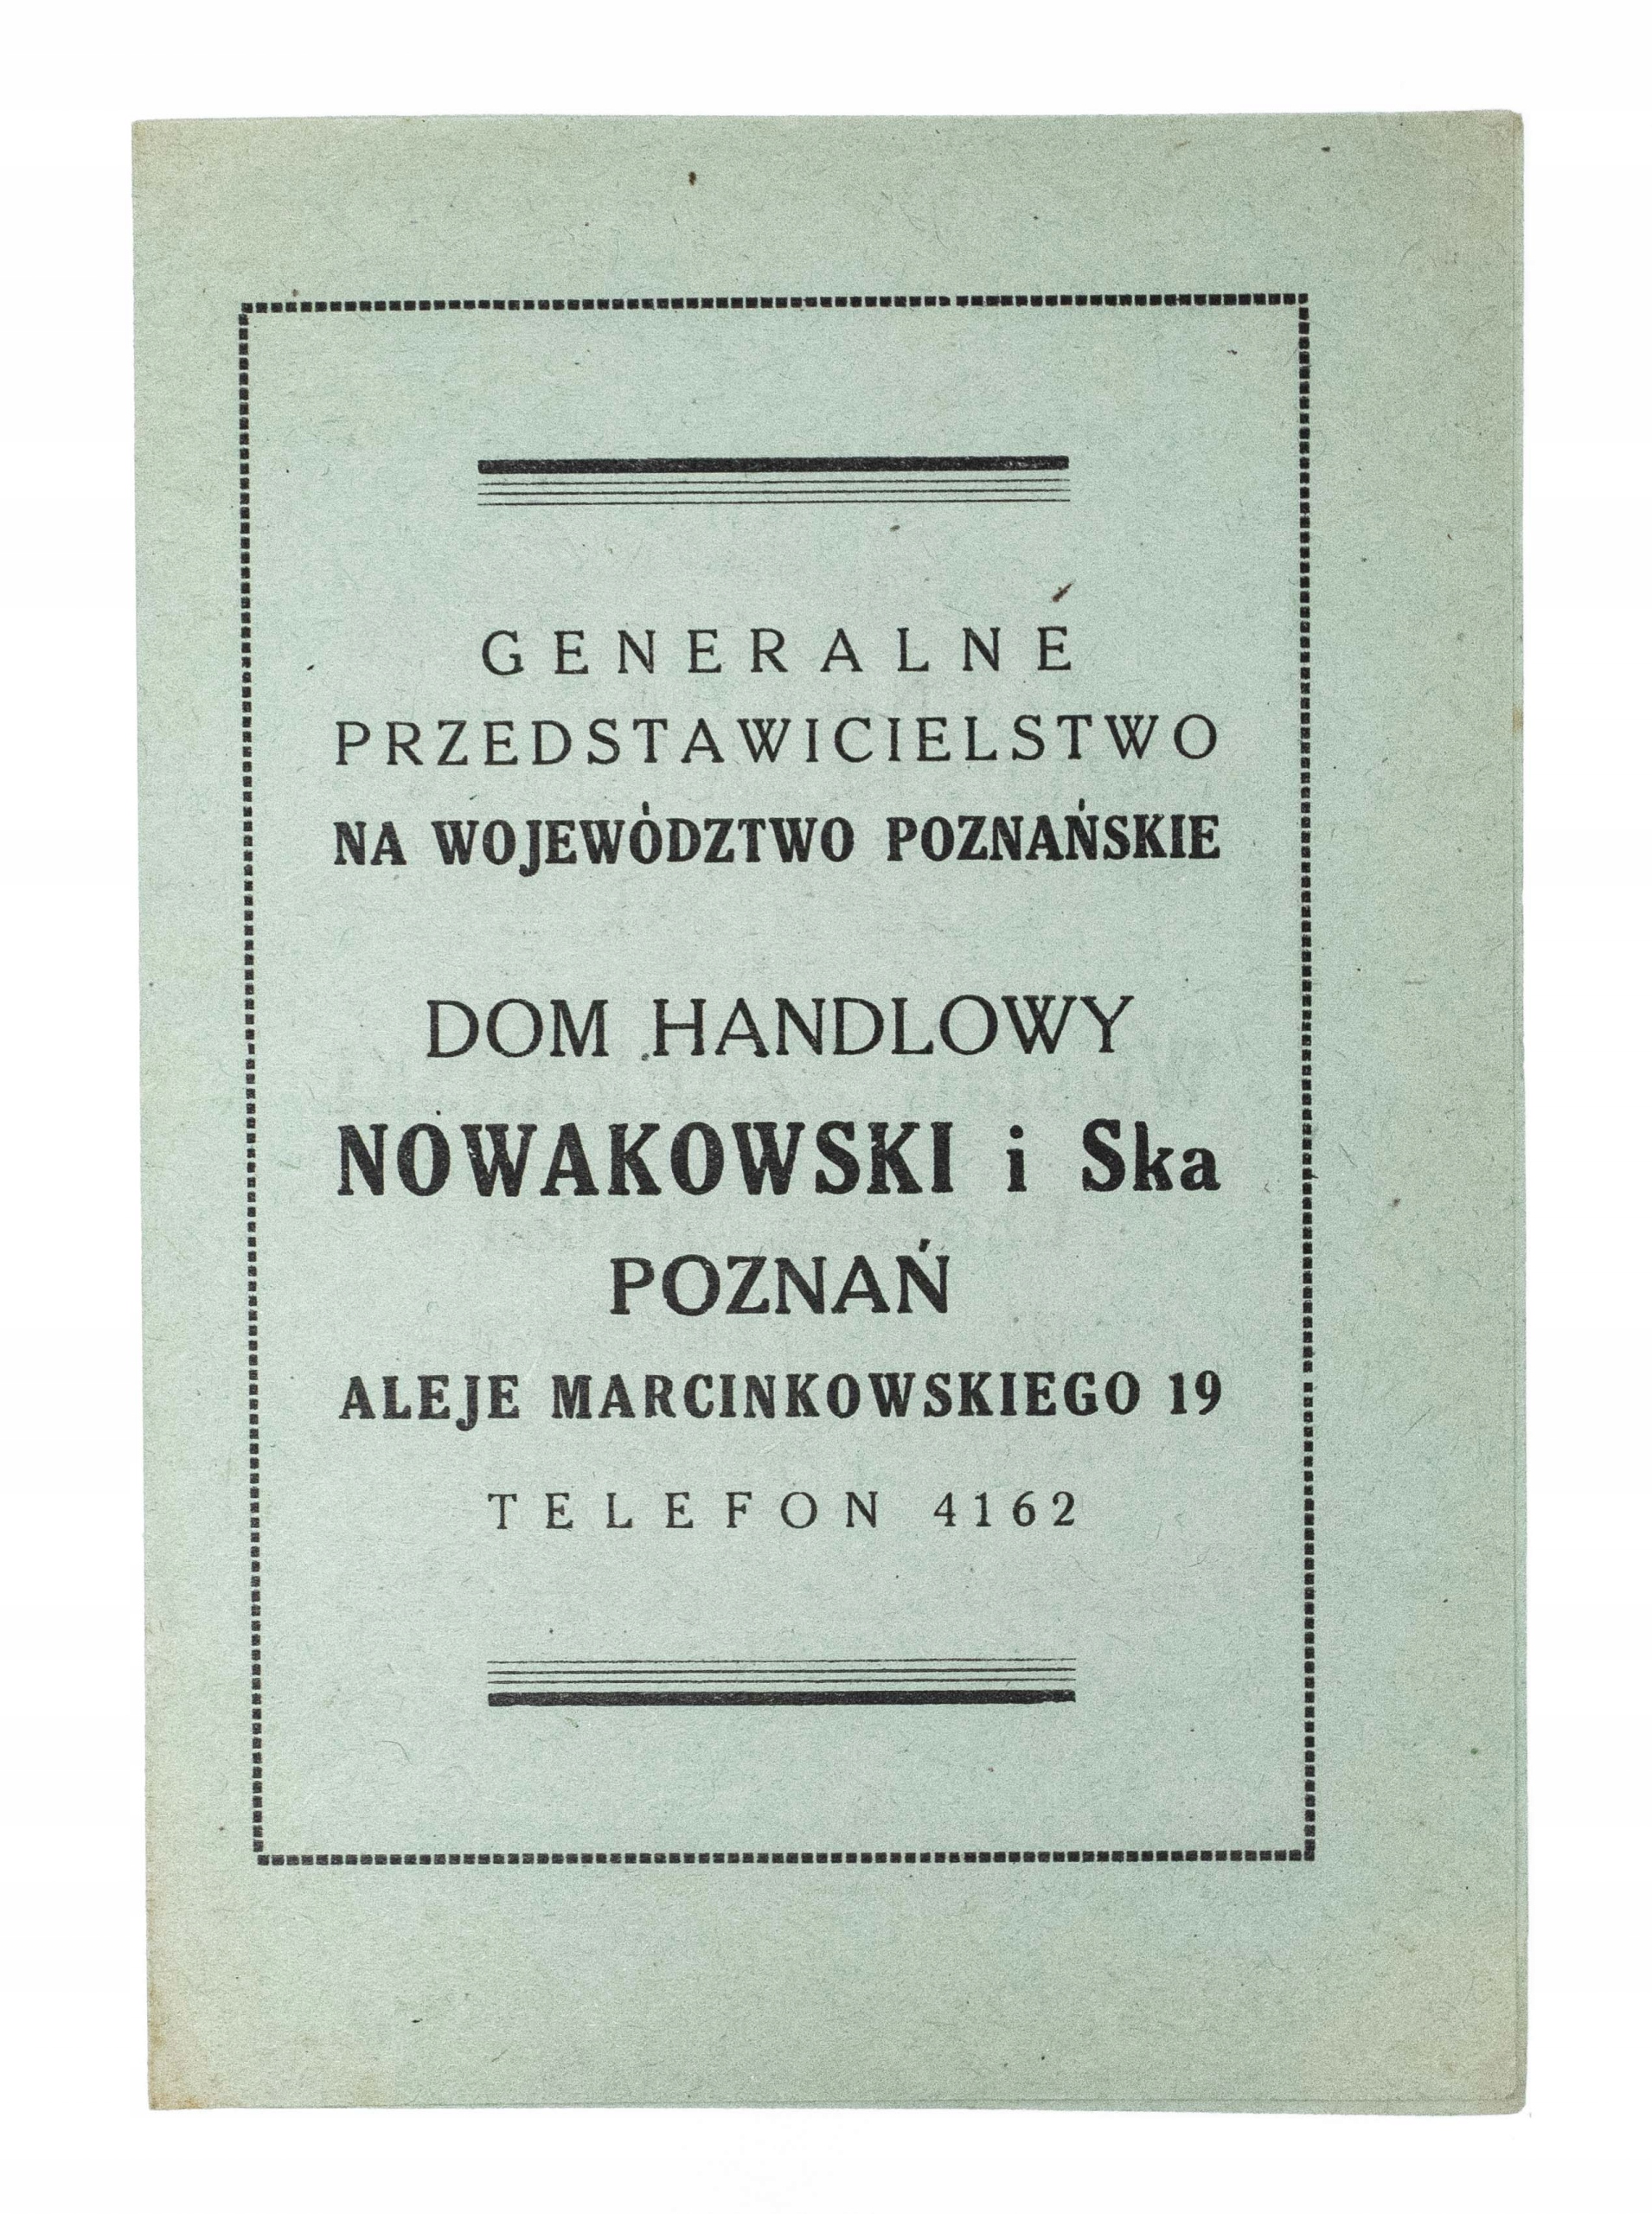 GENERALNE
PRZEDSTAWICIELSTWO
NA WOJEWÓDZTWO POZNAŃSKIE
DOM HANDLOWY
NOWAKOWSKI i Ska
POZNAŃ
ALEJE MARCINKOWSKIEGO 19
TELEFON 4162